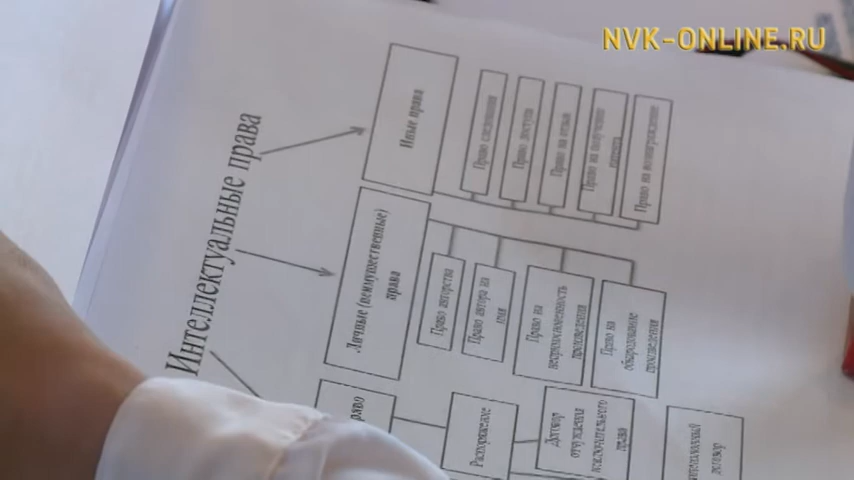 NVK-ONLINE.RU
Интеллектуальные права
Иные права
Право следования
Право доступа
Право на отзыв
Право на получение
патента
Право на вознаграждение
Личные (неимущественные)
права
Право авторства
Право автора на
имя
Право на
неприкосновенность
произведения
Право на
обнародование
произведения
Распоряжение
Договор
отчуждения
исключительного
права
договор